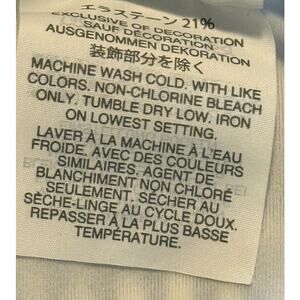 エラステーン 21%
EXCLUSIVE OF DECORATION
SAUF DÉCORATION
AUSGENOMMEN DEKORATION
装飾部分を除く
MACHINE WASH COLD. WITH LIKE
COLORS. NON-CHLORINE BLEACH
ONLY. TUMBLE DRY LOW. IRON
ON LOWEST SETTING.
LAVER À LA MACHINE À L'EAU
FROIDE. AVEC DES COULEURS
SIMILAIRES. AGENT DE
BLANCHIMENT NON CHLORÉ
SEULEMENT. SÉCHER AU
SÈCHE-LINGE AU CYCLE DOUX.
REPASSER À LA PLUS BASSE
TEMPÉRATURE.